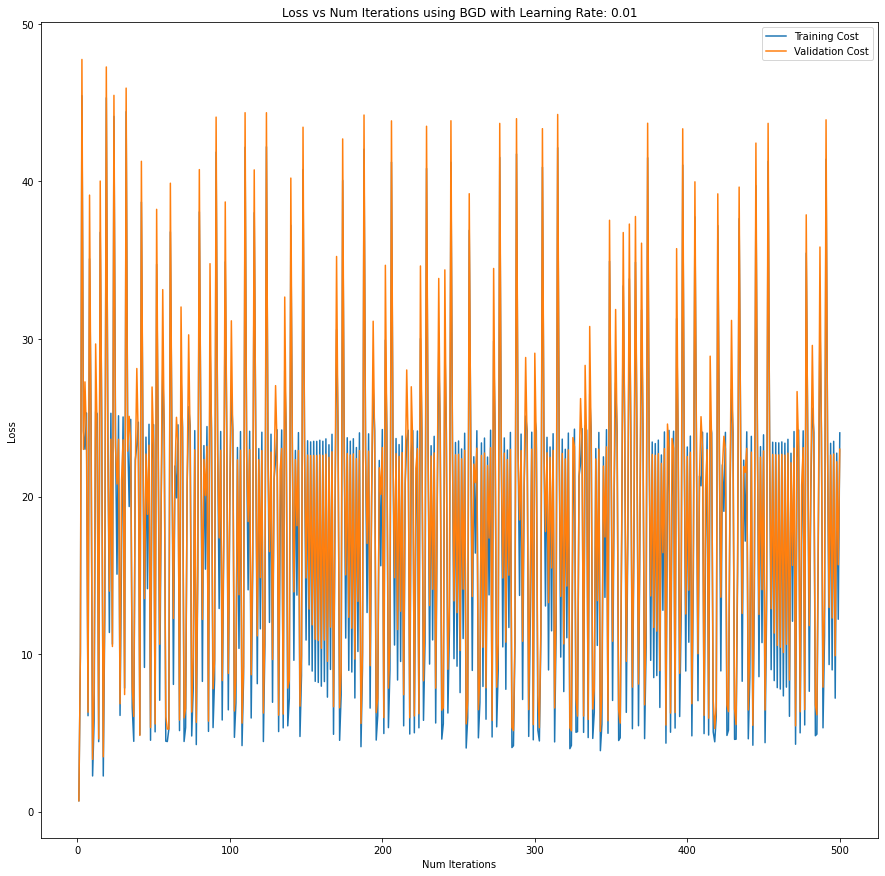 Loss vs Num Iterations using BGD with Learning Rate: 0.01
Training Cost
Validation Cost
50
40
30
20
10
0
Loss
0 100 200 300 400 500
Num Iterations